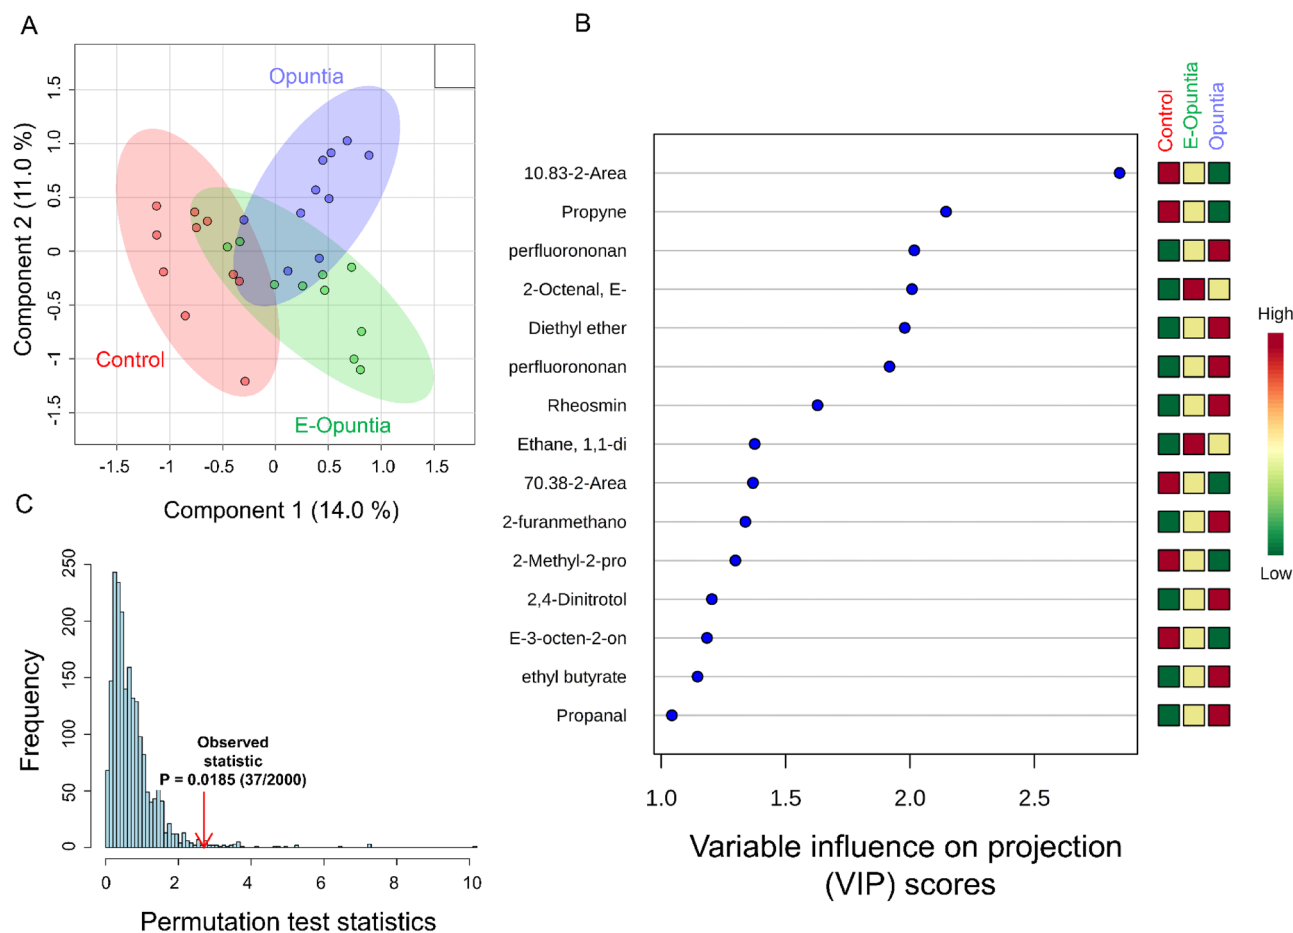 A
Opuntia
Control
E-Opuntia
Component 2 (11.0 %)
1.5
1.0
0.5
0
-0.5
-1
-1.5
-1.5
-1
-0.5
0
0.5
1.0
1.5
Component 1 (14.0 %)
B
Control
E-Opuntia
Opuntia
10.83-2-Area
Propyne
perfluorononan
2-Octenal, E-
Diethyl ether
perfluorononan
Rheosmin
Ethane, 1,1-di
70.38-2-Area
2-furanmethano
2-Methyl-2-pro
2,4-Dinitrotol
E-3-octen-2-on
ethyl butyrate
Propanal
1.0
1.5
2.0
2.5
Variable influence on projection
(VIP) scores
High
Low
C
Frequency
250
200
150
100
50
0
Observed
statistic
P = 0.0185 (37/2000)
0
2
4
6
8
10
Permutation test statistics